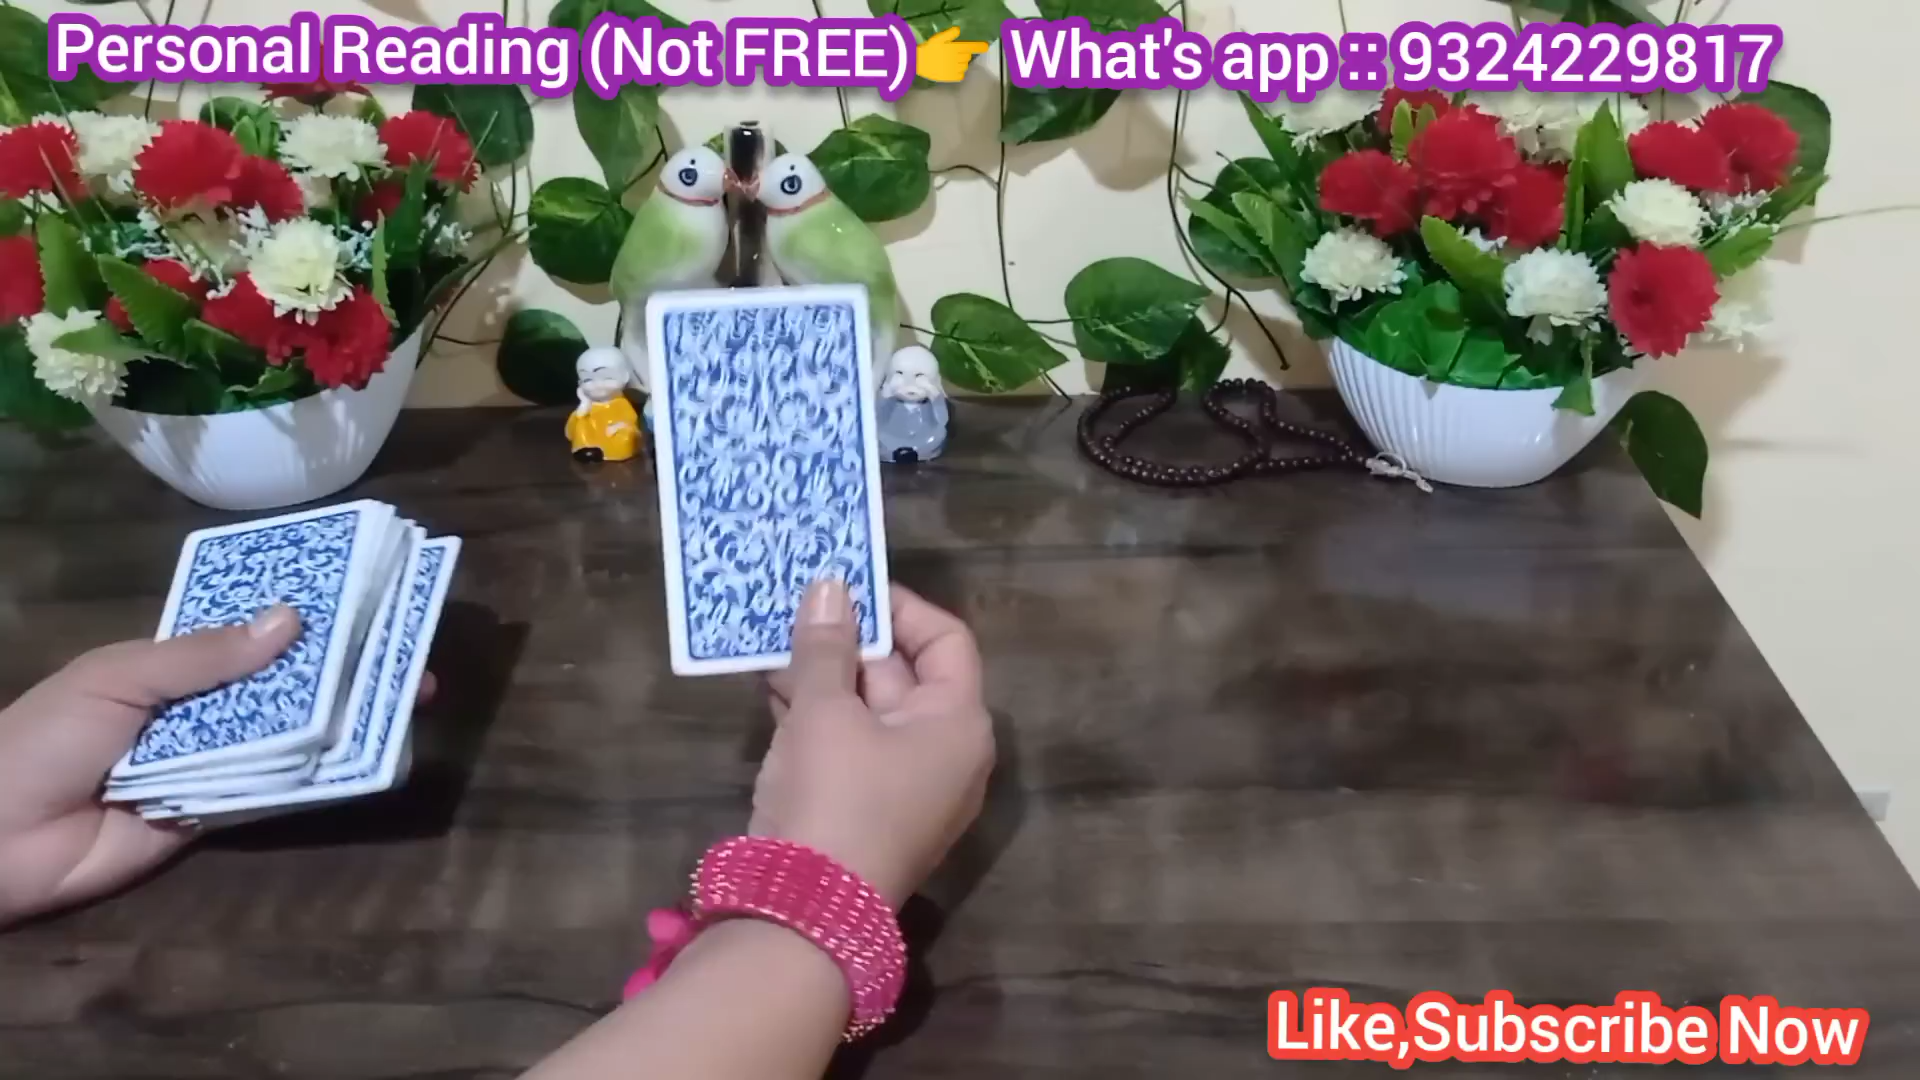 Personal Reading (Not FREE)👉 What's app :: 9324229817
Like,Subscribe Now